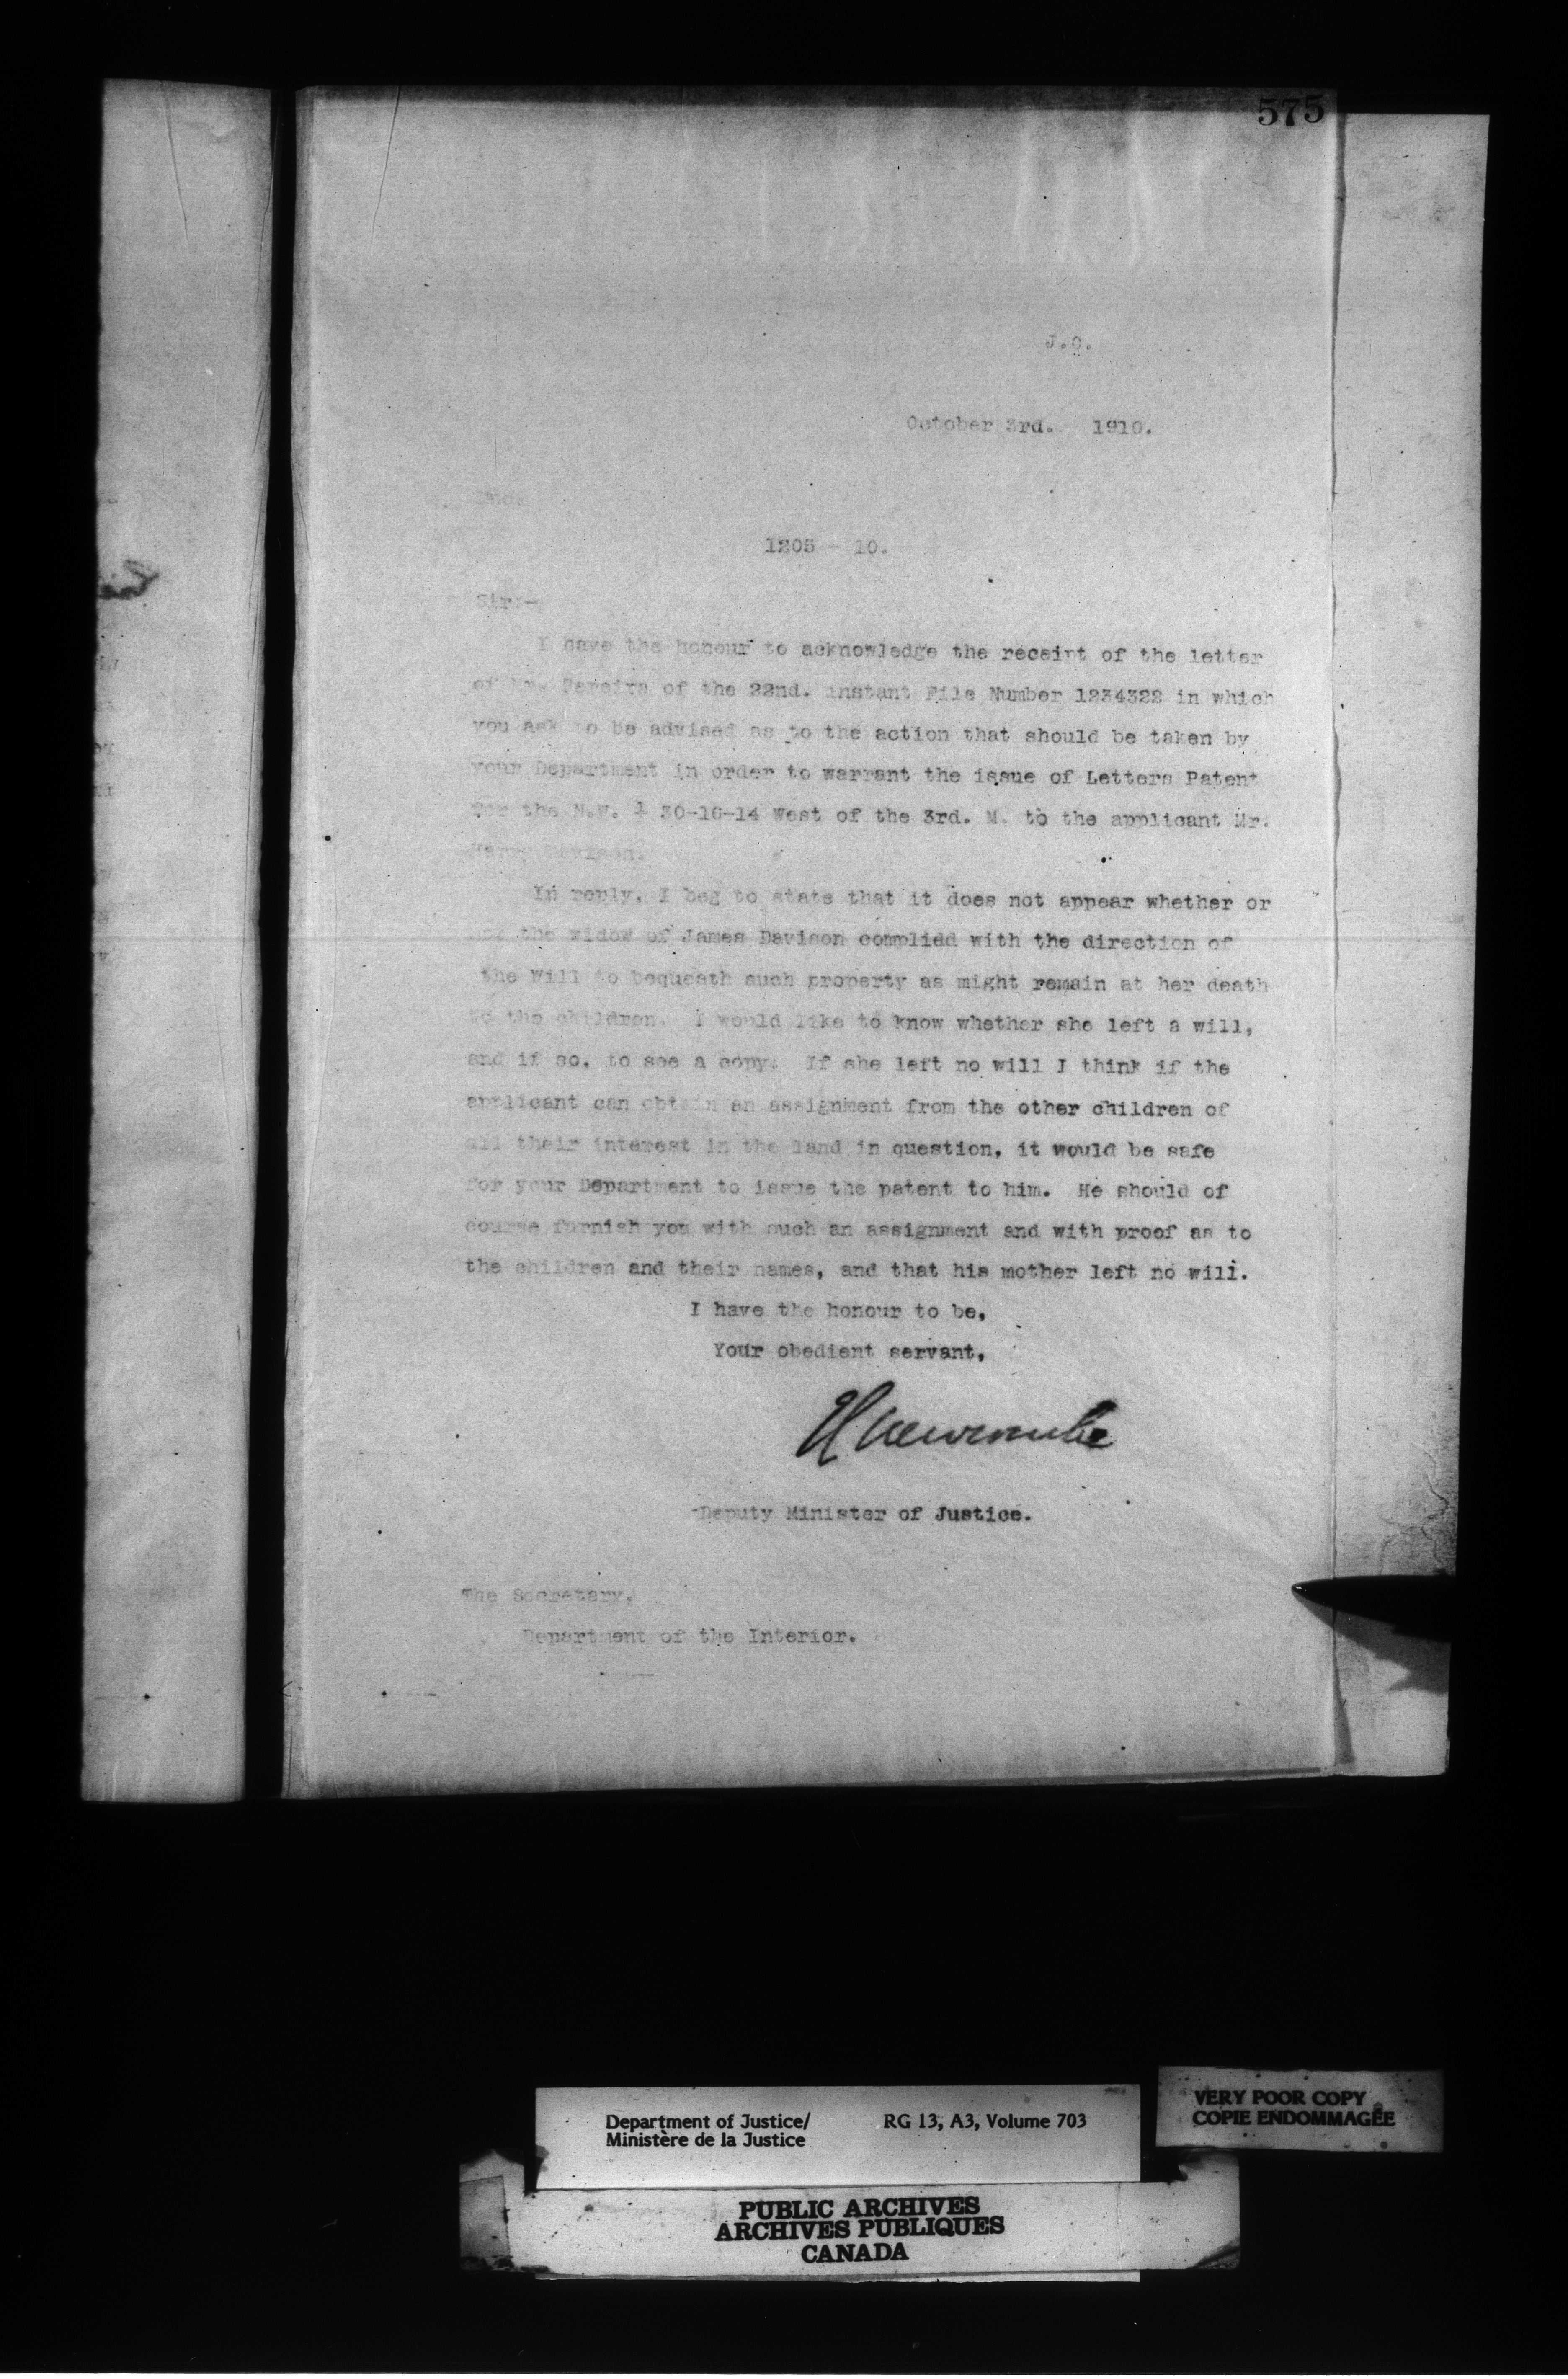 575
J.C.
October 3rd. 1910.
1205 - 10.
Sir:-
I have the honour to acknowledge the receipt of the letter
of Mr. Pereira of the 22nd. instant File Number 1234322 in which
you ask to be advised as to the action that should be taken by
your Department in order to warrant the issue of Letters Patent
for the N.W. ¼ 30-16-14 West of the 3rd. M. to the applicant Mr.
Davison.
In reply, I beg to state that it does not appear whether or
not the widow of James Davison complied with the direction of
the Will to bequeath such property as might remain at her death
to the children. I would like to know whether she left a will,
and if so, to see a copy. If she left no will I think if the
applicant can obtain an assignment from the other children of
all their interest in the land in question, it would be safe
for your Department to issue the patent to him. He should of
course furnish you with such an assignment and with proof as to
the children and their names, and that his mother left no will.
I have the honour to be,
Your obedient servant,
Newcombe
Deputy Minister of Justice.
The Secretary,
Department of the Interior.
Department of Justice/ RG 13, A3, Volume 703
Ministère de la Justice
VERY POOR COPY
COPIE ENDOMMAGÉE
PUBLIC ARCHIVES
ARCHIVES PUBLIQUES
CANADA